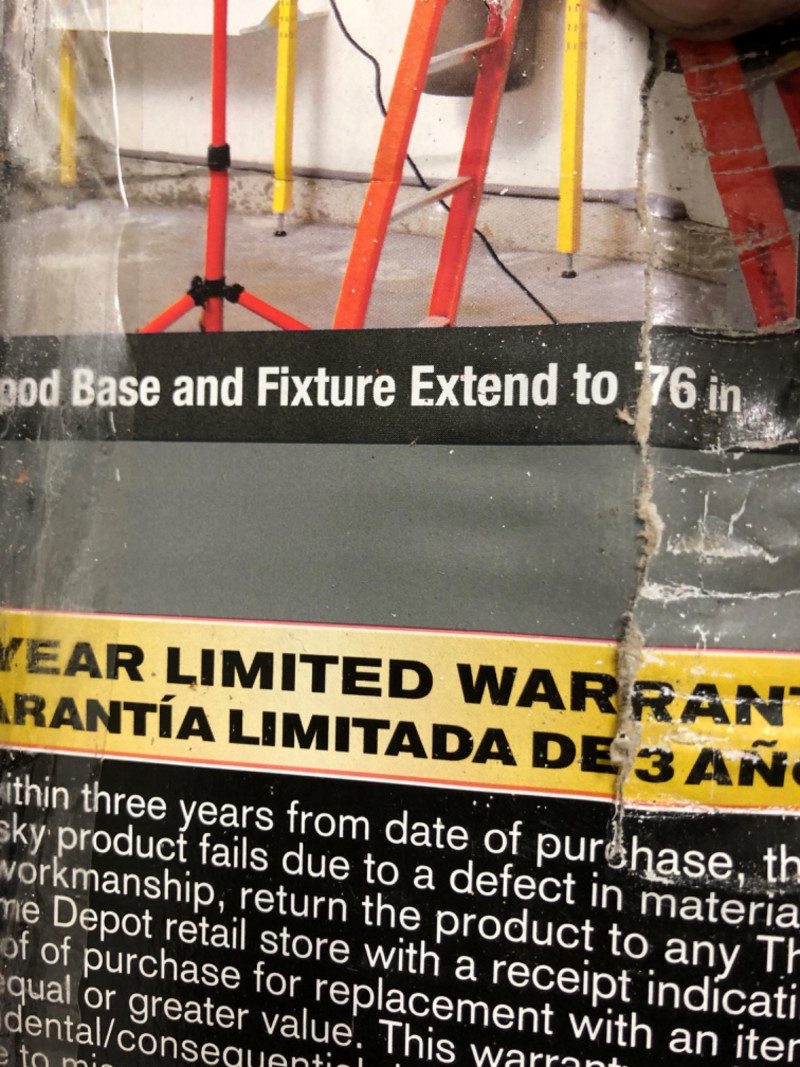 ood Base and Fixture Extend to 76 in
YEAR LIMITED WARRANT
ARANTÍA LIMITADA DE 3 AÑ
ithin three years from date of purchase, th
sky product fails due to a defect in materia
workmanship, return the product to any Th
me Depot retail store with a receipt indicati
of of purchase for replacement with an iter
equal or greater value. This warrant
idental/consequential
e to mis